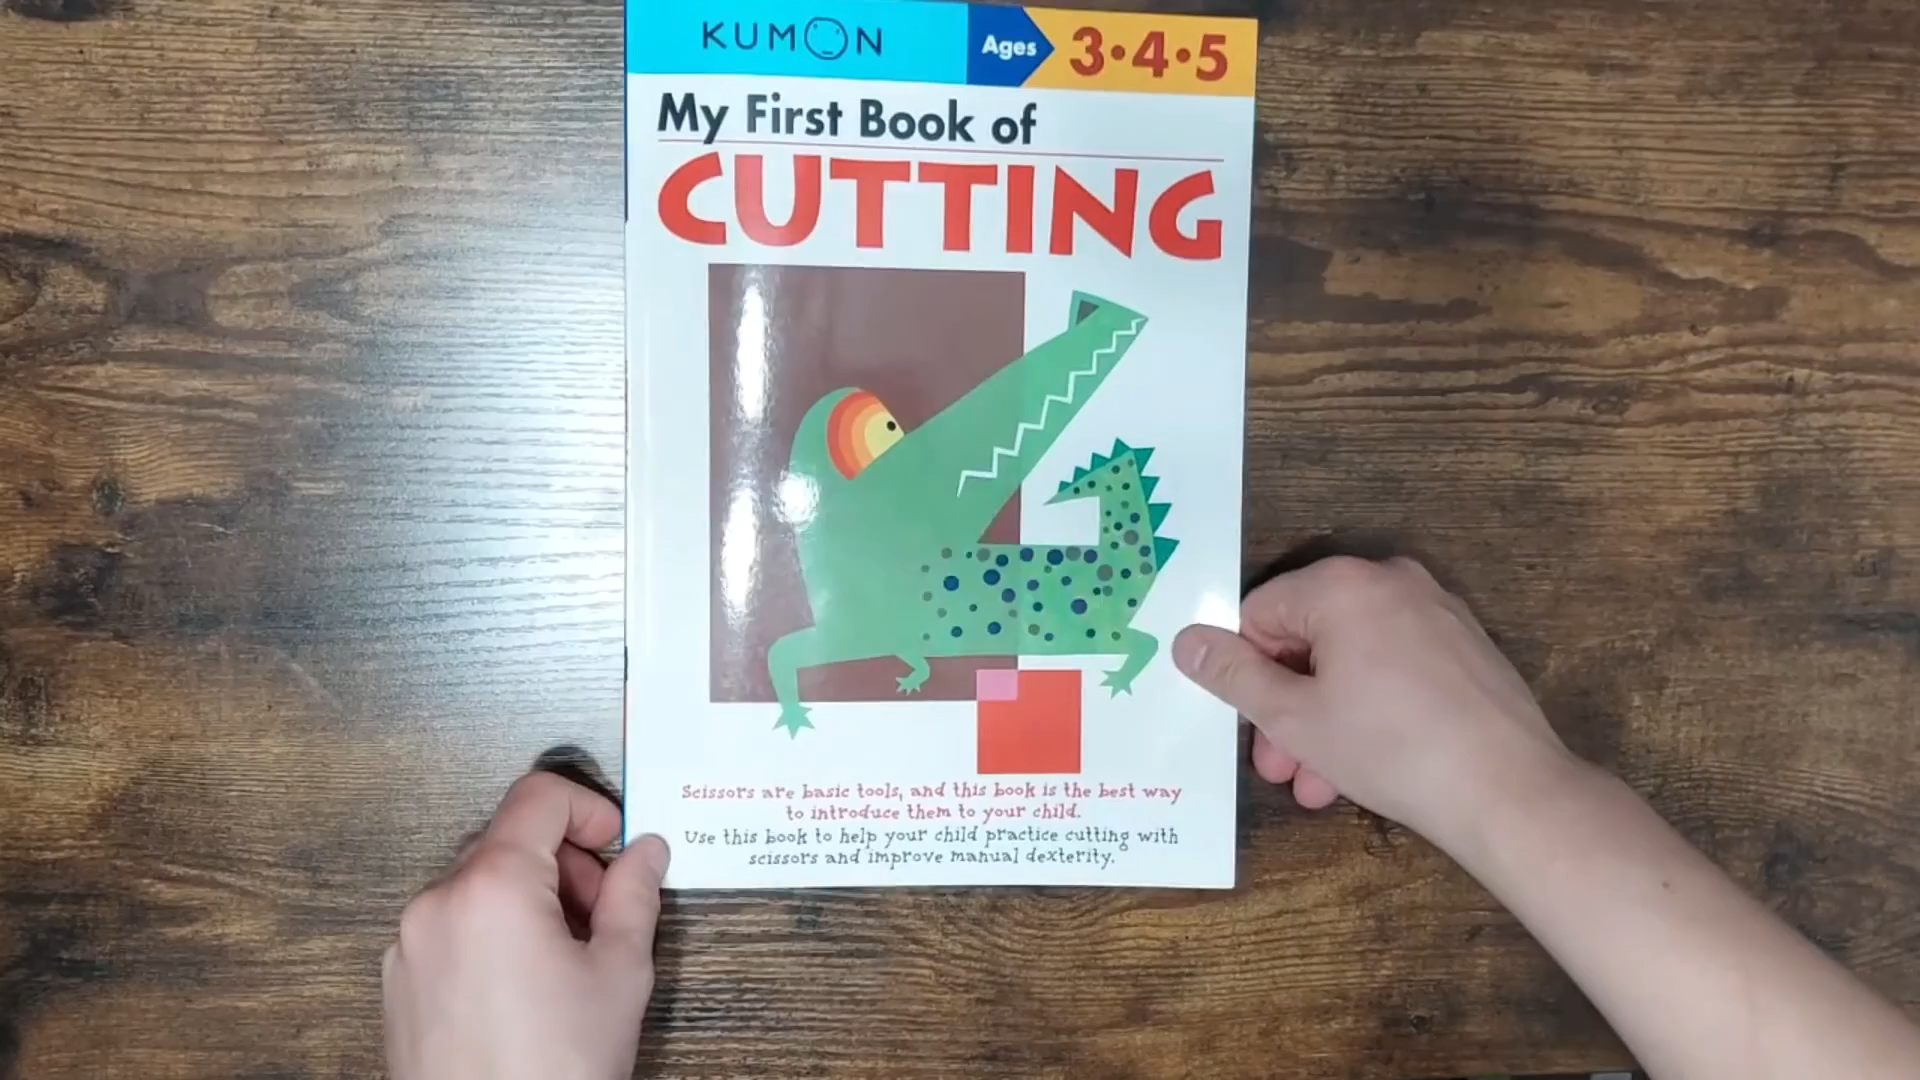 KUMON
Ages 3•4•5
My First Book of
CUTTING
Scissors are basic tools, and this book is the best way
to introduce them to your child.
Use this book to help your child practice cutting with
scissors and improve manual dexterity.